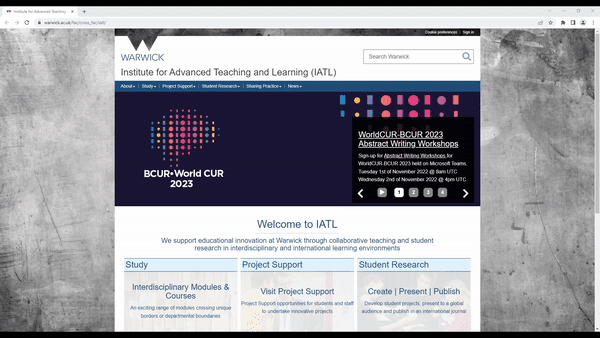 Institute for Advanced Teaching
warwick.ac.uk/fac/cross_fac/iatl/
Cookie preferences | Sign in
WARWICK
Search Warwick
Institute for Advanced Teaching and Learning (IATL)
About Study Project Support Student Research Sharing Practice News
BCUR•World CUR
2023
WorldCUR-BCUR 2023
Abstract Writing Workshops
Sign-up for Abstract Writing Workshops for
WorldCUR-BCUR 2023 held on Microsoft Teams.
Tuesday 1st of November 2022 @ 9am UTC
Wednesday 2nd of November 2022 @ 4pm UTC
1 2 3 4
Welcome to IATL
We support educational innovation at Warwick through collaborative teaching and student
research in interdisciplinary and international learning environments
Study
Interdisciplinary Modules &
Courses
An exciting range of modules crossing unique
borders or departmental boundaries
Project Support
Visit Project Support
Project Support opportunities for students and staff
to undertake innovative projects
Student Research
Create | Present | Publish
Develop student projects, present to a global
audience and publish in an international journal